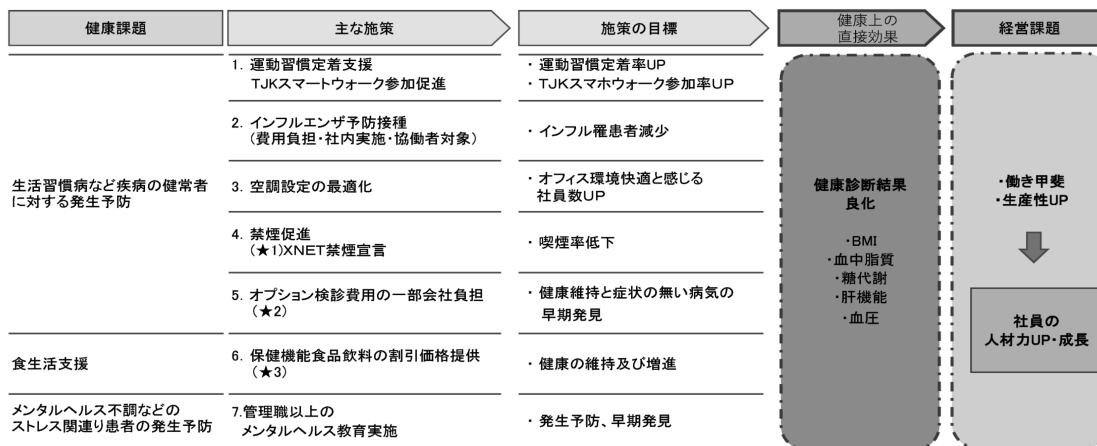 健康課題
主な施策
施策の目標
健康上の
直接効果
経営課題
生活習慣病など疾病の健常者
に対する発生予防
1. 運動習慣定着支援
TJKスマートウォーク参加促進
・運動習慣定着率UP
・TJKスマホウォーク参加率UP
2. インフルエンザ予防接種
(費用負担・社内実施・協働者対象)
・インフル罹患者減少
3. 空調設定の最適化
・オフィス環境快適と感じる
社員数UP
4. 禁煙促進
(★1)XNET禁煙宣言
・喫煙率低下
5. オプション検診費用の一部会社負担
(★2)
・健康維持と症状の無い病気の
早期発見
食生活支援
6. 保健機能食品飲料の割引価格提供
(★3)
・健康の維持及び増進
メンタルヘルス不調などの
ストレス関連り患者の発生予防
7.管理職以上の
メンタルヘルス教育実施
・発生予防、早期発見
健康診断結果
良化
・BMI
・血中脂質
・糖代謝
・肝機能
・血圧
・働き甲斐
・生産性UP
社員の
人材力UP・成長